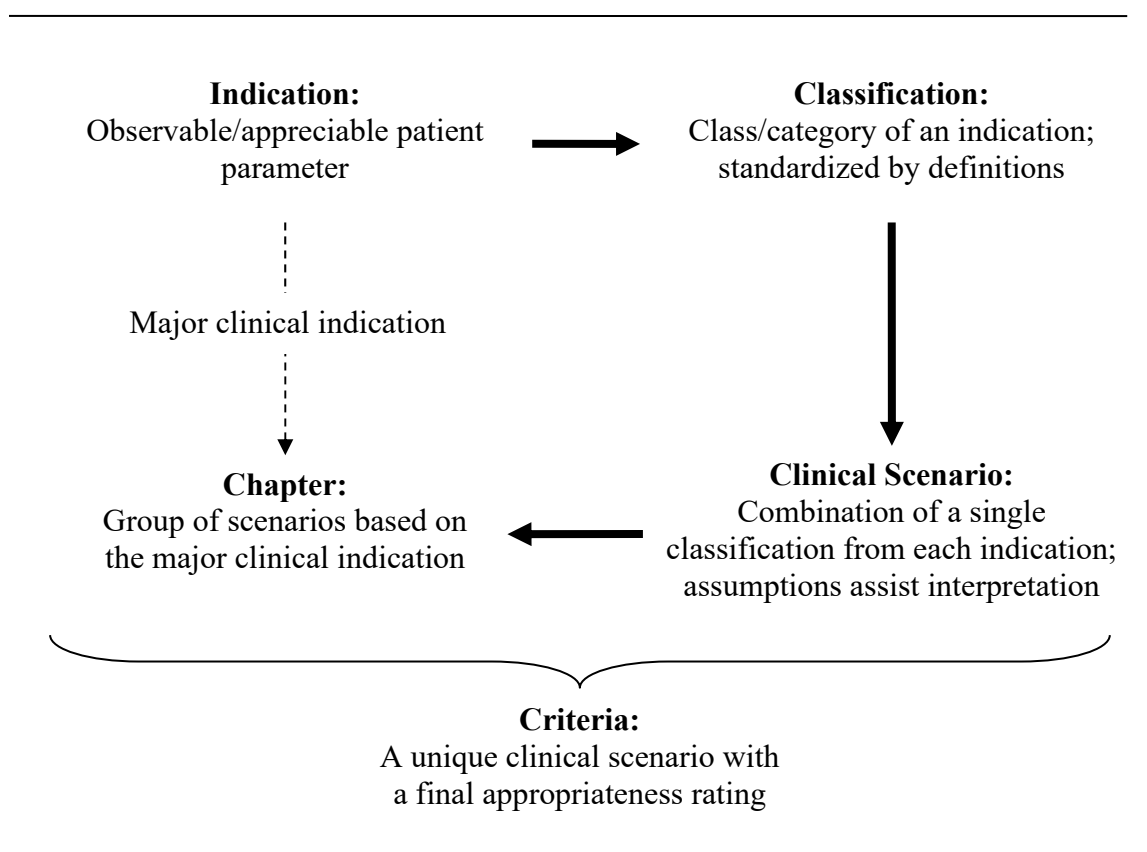 Indication:
Observable/appreciable patient
parameter
Classification:
Class/category of an indication;
standardized by definitions
Major clinical indication
Chapter:
Group of scenarios based on
the major clinical indication
Clinical Scenario:
Combination of a single
classification from each indication;
assumptions assist interpretation
Criteria:
A unique clinical scenario with
a final appropriateness rating